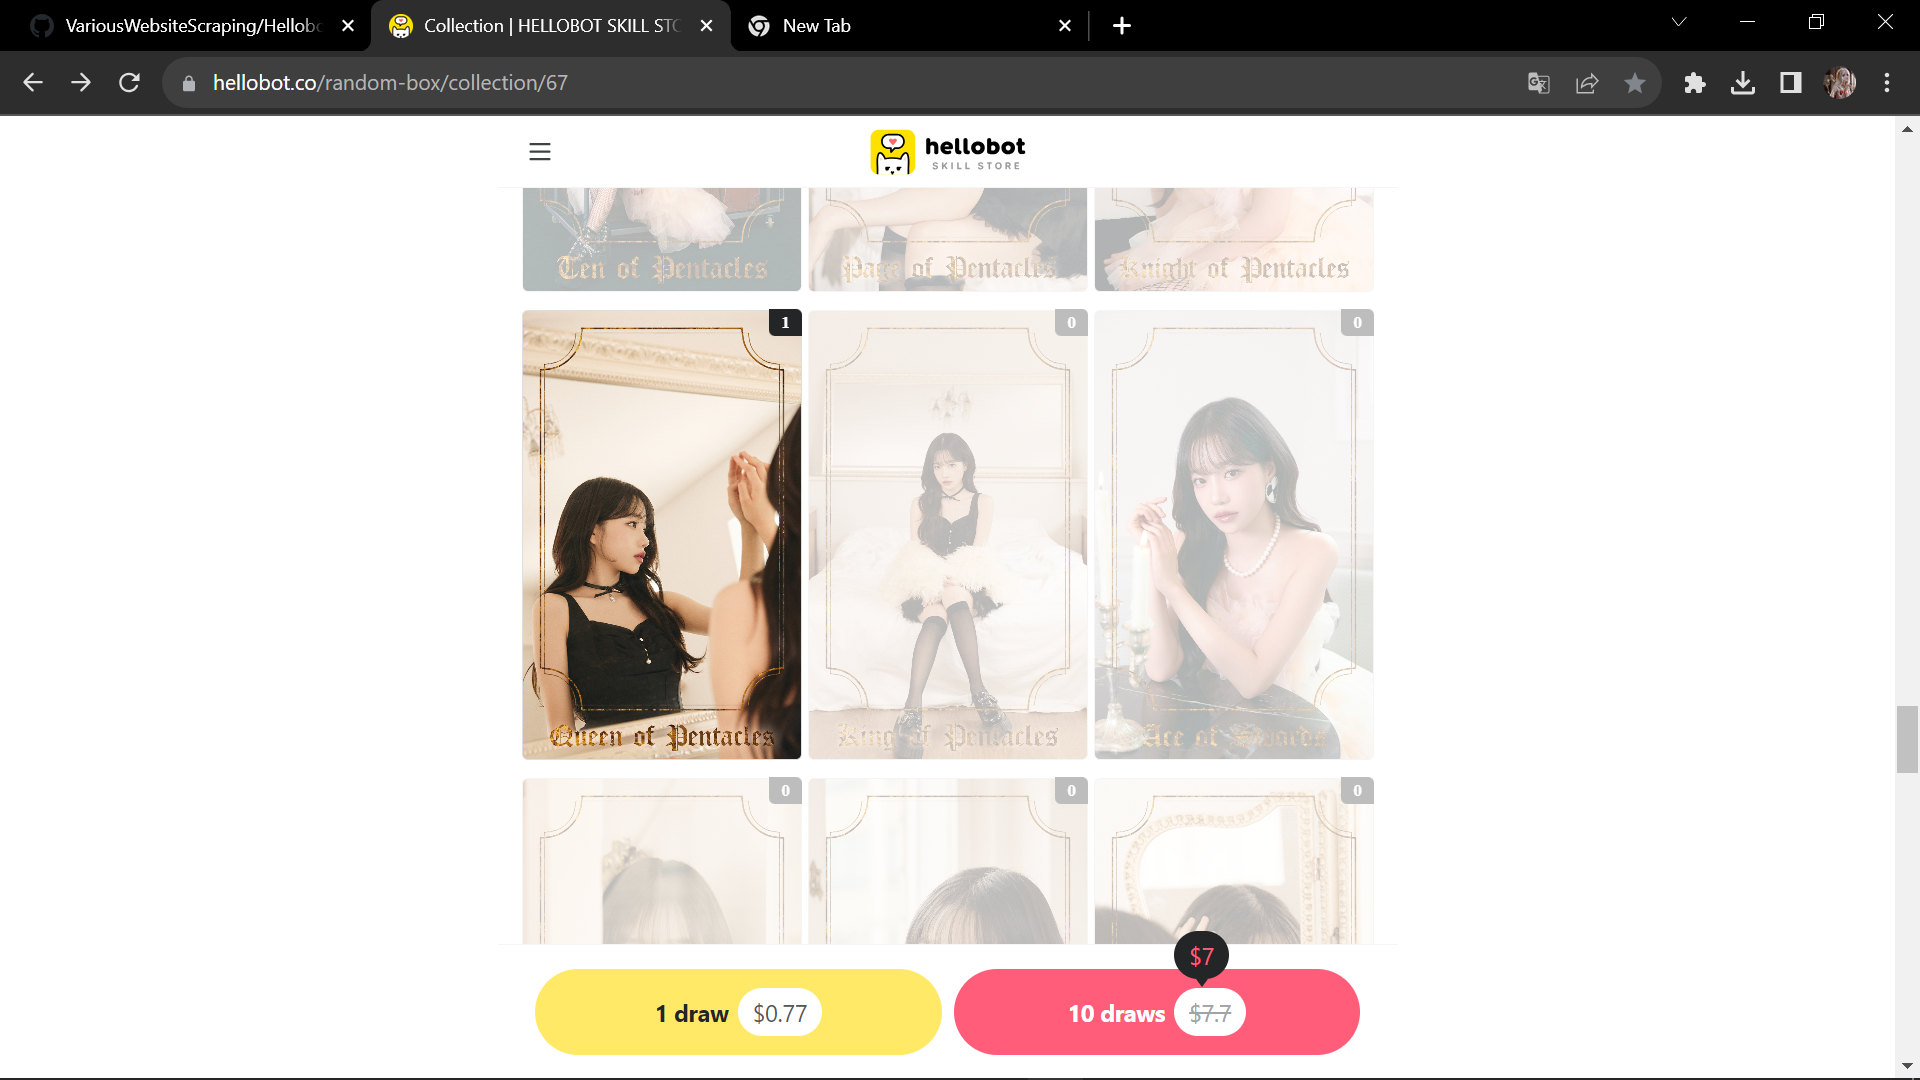 VariousWebsiteScraping/Hellobo
Collection | HELLOBOT SKILL STO
New Tab
hellobot.co/random-box/collection/67
hellobot
SKILL STORE
Ten of Pentacles
Page of Pentacles
Knight of Pentacles
1
0
0
Queen of Pentacles
King of Pentacles
Ace of Swords
0
0
0
$7
1 draw $0.77
10 draws $7.7